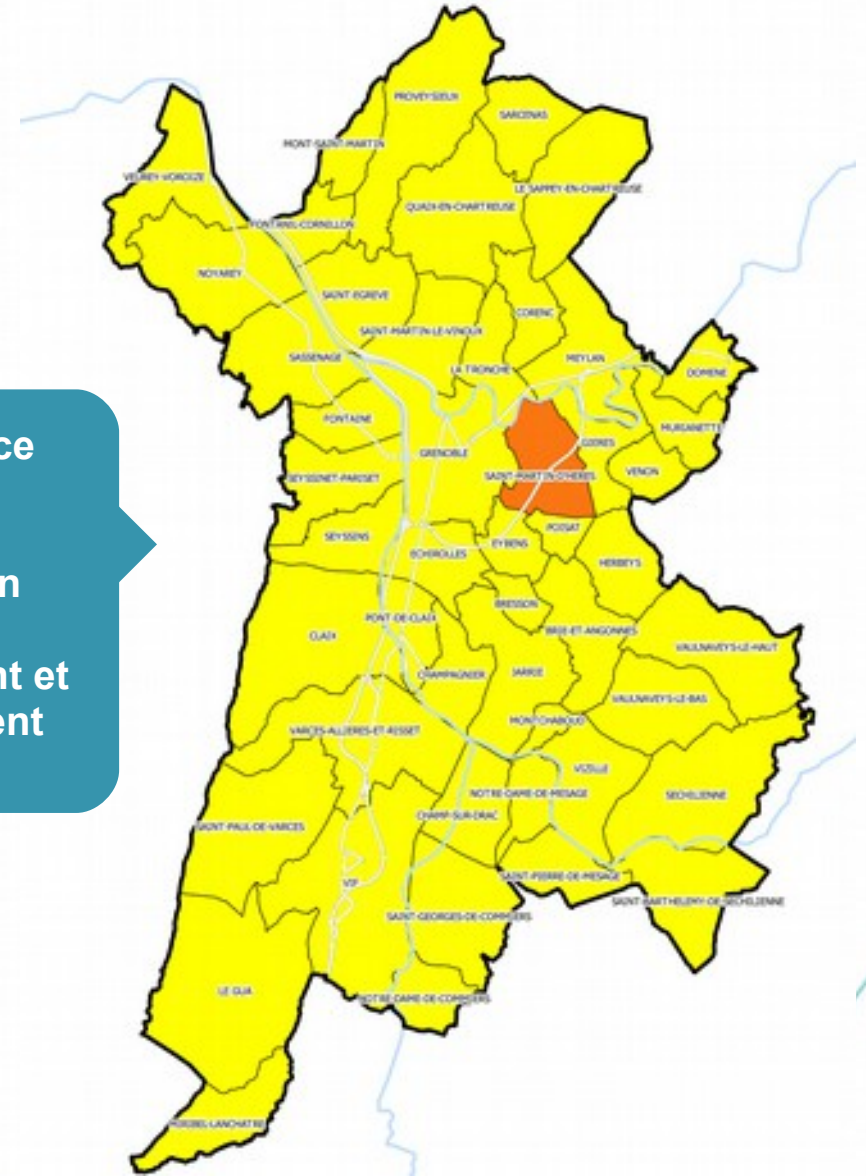 PROVEYSIEUX
SARCENAS
MONT-SAINT-MARTIN
VEUREY-VOROIZE
LE SAPPEY-EN-CHARTREUSE
QUAIX-EN-CHARTREUSE
FONTANIL-CORNILLON
NOYAREY
SAINT-EGREVE
CORENC
SAINT-MARTIN-LE-VINOUX
SASSENAGE
MEYLAN
LA TRONCHE
DOMENE
FONTAINE
MURIANETTE
GIERES
GRENOBLE
VENON
SEYSSINET-PARISET
SAINT-MARTIN-D'HERES
POISAT
SEYSSINS
EYBENS
ECHIROLLES
HERBEYS
BRESSON
PONT-DE-CLAIX
BRIE-ET-ANGONNES
CLAIX
VAULNAVEYS-LE-HAUT
CHAMPAGNIER
JARRIE
VAULNAVEYS-LE-BAS
MONTCHABOUD
VARCES-ALLIERES-ET-RISSET
VIZILLE
NOTRE-DAME-DE-MESAGE
SECHILIENNE
CHAMP-SUR-DRAC
SAINT-PAUL-DE-VARCES
SAINT-PIERRE-DE-MESAGE
VIF
SAINT-BARTHELEMY-DE-SECHILIENNE
SAINT-GEORGES-DE-COMMIERS
LE GUA
NOTRE-DAME-DE-COMMIERS
MIRIBEL-LANCHATRE
ce
n
nt et
ent